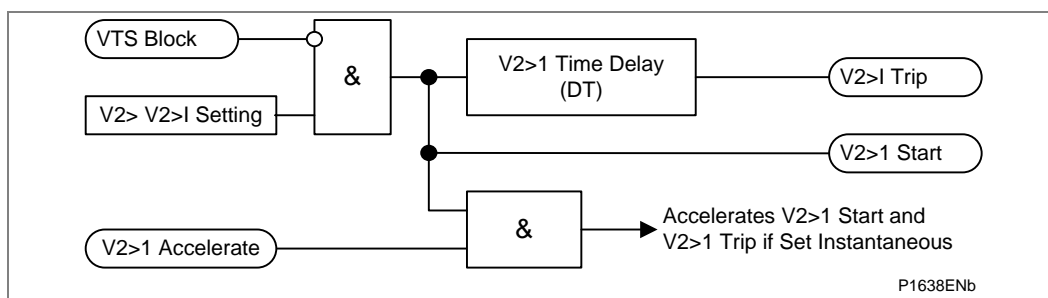 VTS Block
&
V2>1 Time Delay
(DT)
V2>I Trip
V2> V2>I Setting
V2>1 Start
&
Accelerates V2>1 Start and
V2>1 Trip if Set Instantaneous
V2>1 Accelerate
P1638ENb